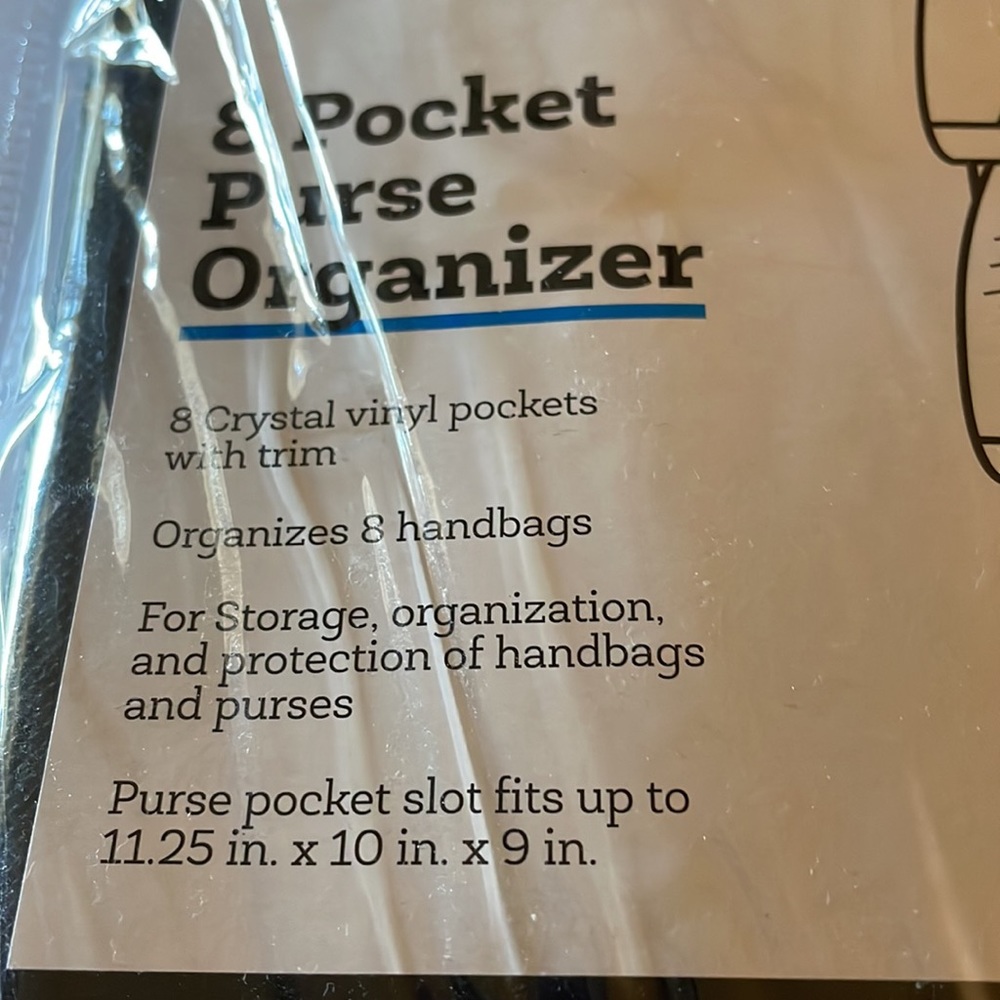 8 Pocket
Purse
Organizer
8 Crystal vinyl pockets
with trim
Organizes 8 handbags
For Storage, organization,
and protection of handbags
and purses
Purse pocket slot fits up to
11.25 in. x 10 in. x 9 in.